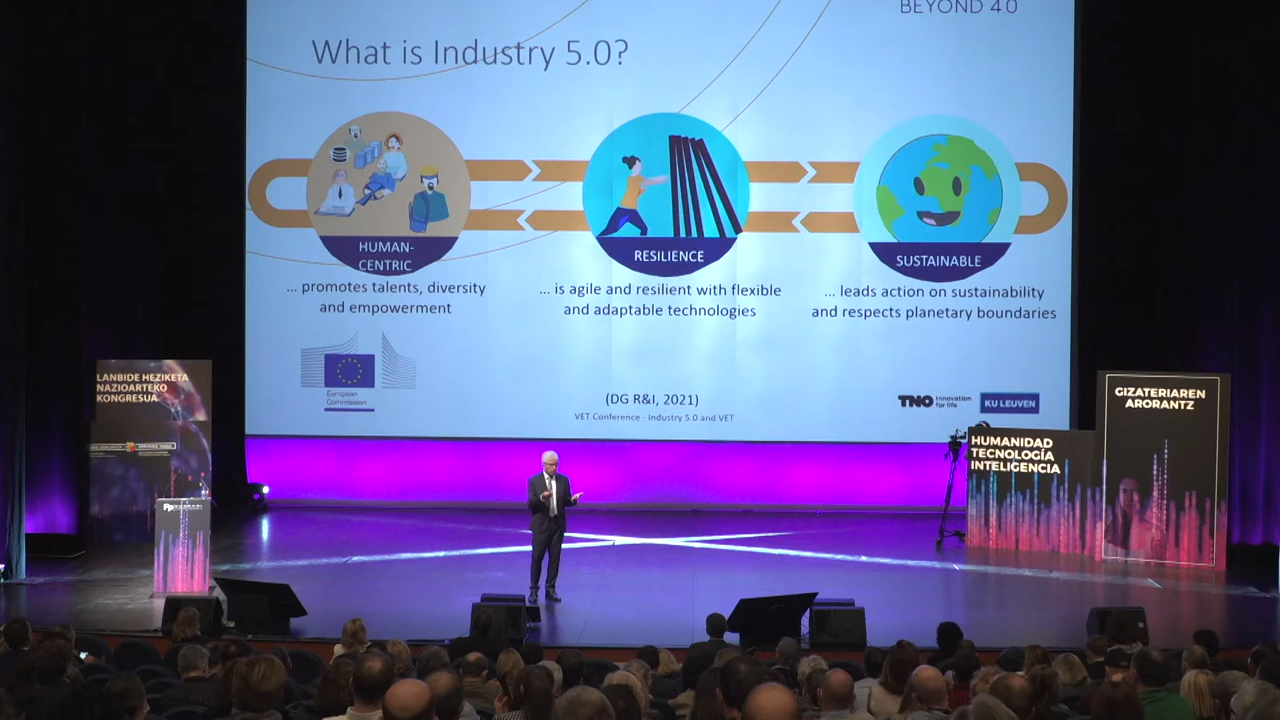 BEYOND 4.0
What is Industry 5.0?
HUMAN-
CENTRIC
RESILIENCE
SUSTAINABLE
... promotes talents, diversity
and empowerment
... is agile and resilient with flexible
and adaptable technologies
... leads action on sustainability
and respects planetary boundaries
European
Commission
(DG R&I, 2021)
VET Conference - Industry 5.0 and VET
TNO innovation
for life
KU LEUVEN
LANBIDE HEZIKETA
NAZIOARTEKO
KONGRESUA
HUMANIDAD
TECNOLOGÍA
INTELIGENCIA
GIZATERIAREN
ARORANTZ